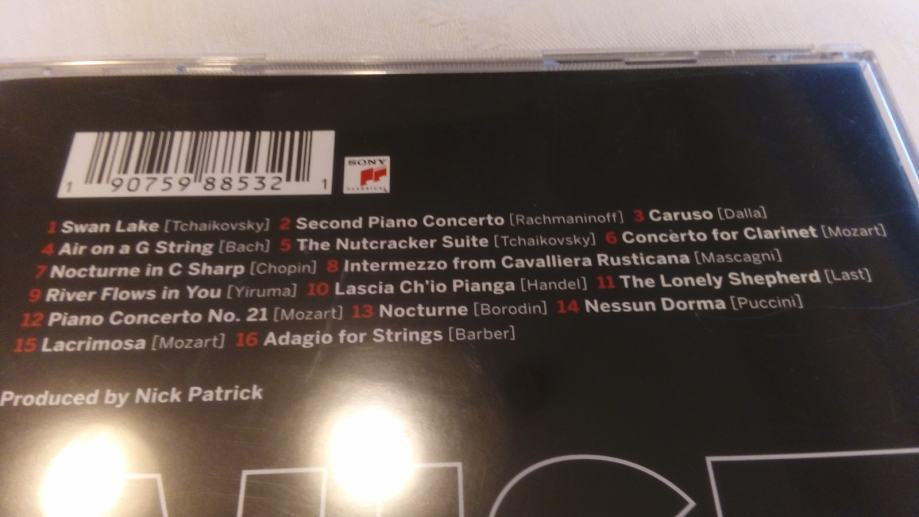 1 90759 88532 1
SONY
CLASSICAL
1 Swan Lake [Tchaikovsky] 2 Second Piano Concerto [Rachmaninoff] 3 Caruso [Dalla]
4 Air on a G String [Bach] 5 The Nutcracker Suite [Tchaikovsky] 6 Concerto for Clarinet [Mozart]
7 Nocturne in C Sharp [Chopin] 8 Intermezzo from Cavalliera Rusticana [Mascagni]
9 River Flows in You [Yiruma] 10 Lascia Ch'io Pianga [Handel] 11 The Lonely Shepherd [Last]
12 Piano Concerto No. 21 [Mozart] 13 Nocturne [Borodin] 14 Nessun Dorma [Puccini]
15 Lacrimosa [Mozart] 16 Adagio for Strings [Barber]
Produced by Nick Patrick